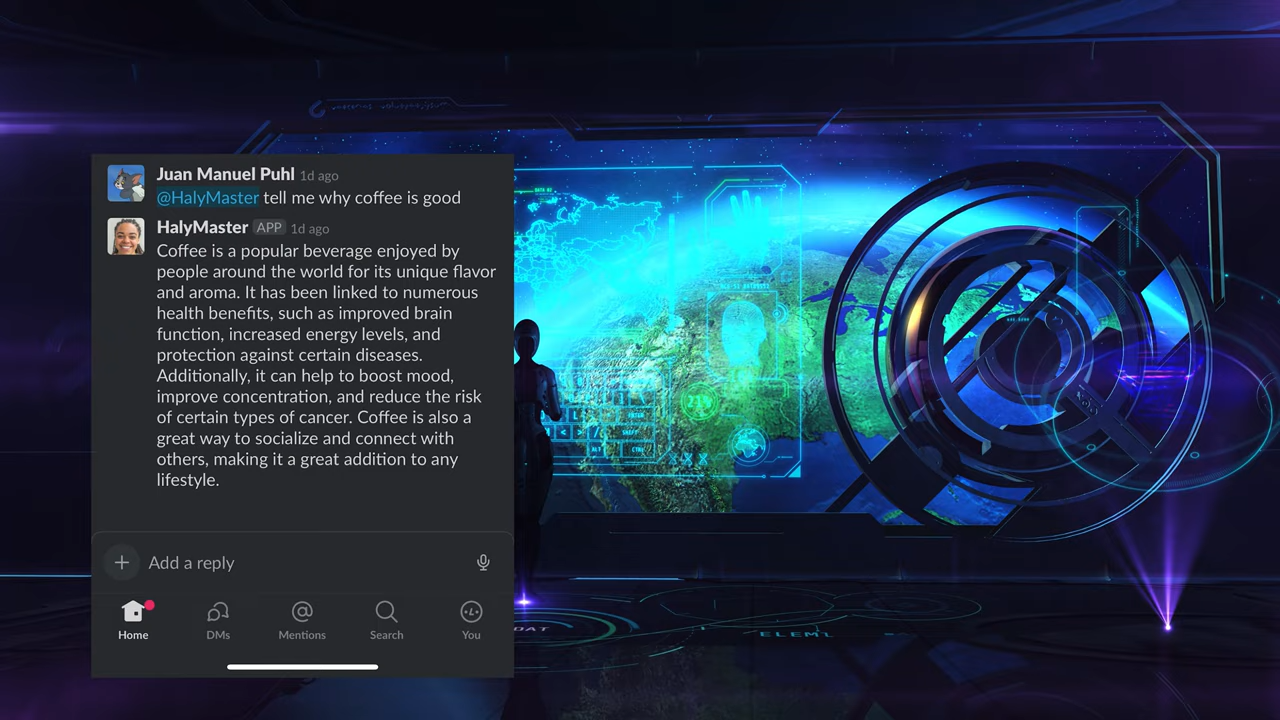 Juan Manuel Puhl 1d ago
@HalyMaster tell me why coffee is good
HalyMaster APP 1d ago
Coffee is a popular beverage enjoyed by
people around the world for its unique flavor
and aroma. It has been linked to numerous
health benefits, such as improved brain
function, increased energy levels, and
protection against certain diseases.
Additionally, it can help to boost mood,
improve concentration, and reduce the risk
of certain types of cancer. Coffee is also a
great way to socialize and connect with
others, making it a great addition to any
lifestyle.
Add a reply
Home DMs Mentions Search You
ENTER
SHIFT
ALT CTRL